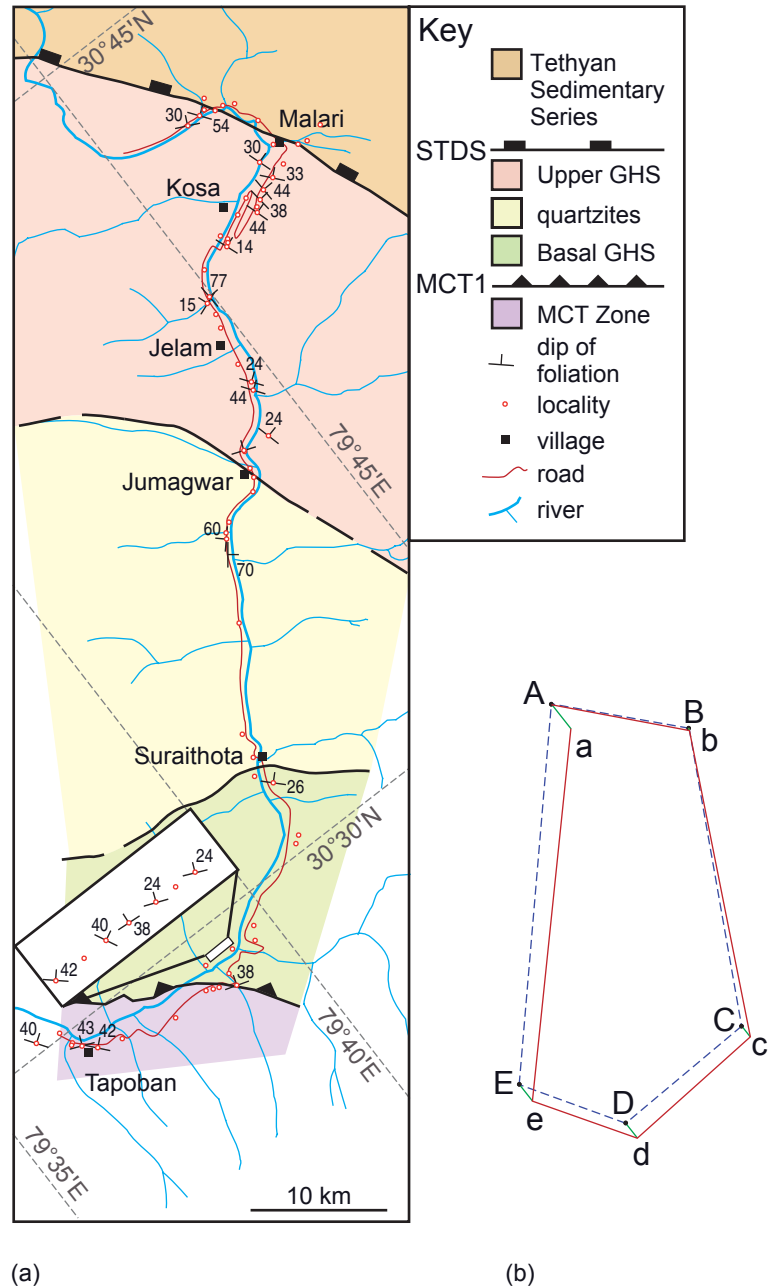 30°45'N
30
54
Malari
30
33
Kosa
44
38
44
14
77
15
Jelam
24
44
24
79°45'E
Jumagwar
60
70
Suraithota
26
30°30'N
24
24
40
38
42
38
40
43
42
79°40'E
Tapoban
79°35'E
10 km
(a)
Key
Tethyan
Sedimentary
Series
STDS
Upper GHS
quartzites
Basal GHS
MCT1
MCT Zone
dip of
foliation
locality
village
road
river
A
B
a
b
C
c
E
D
e
d
(b)